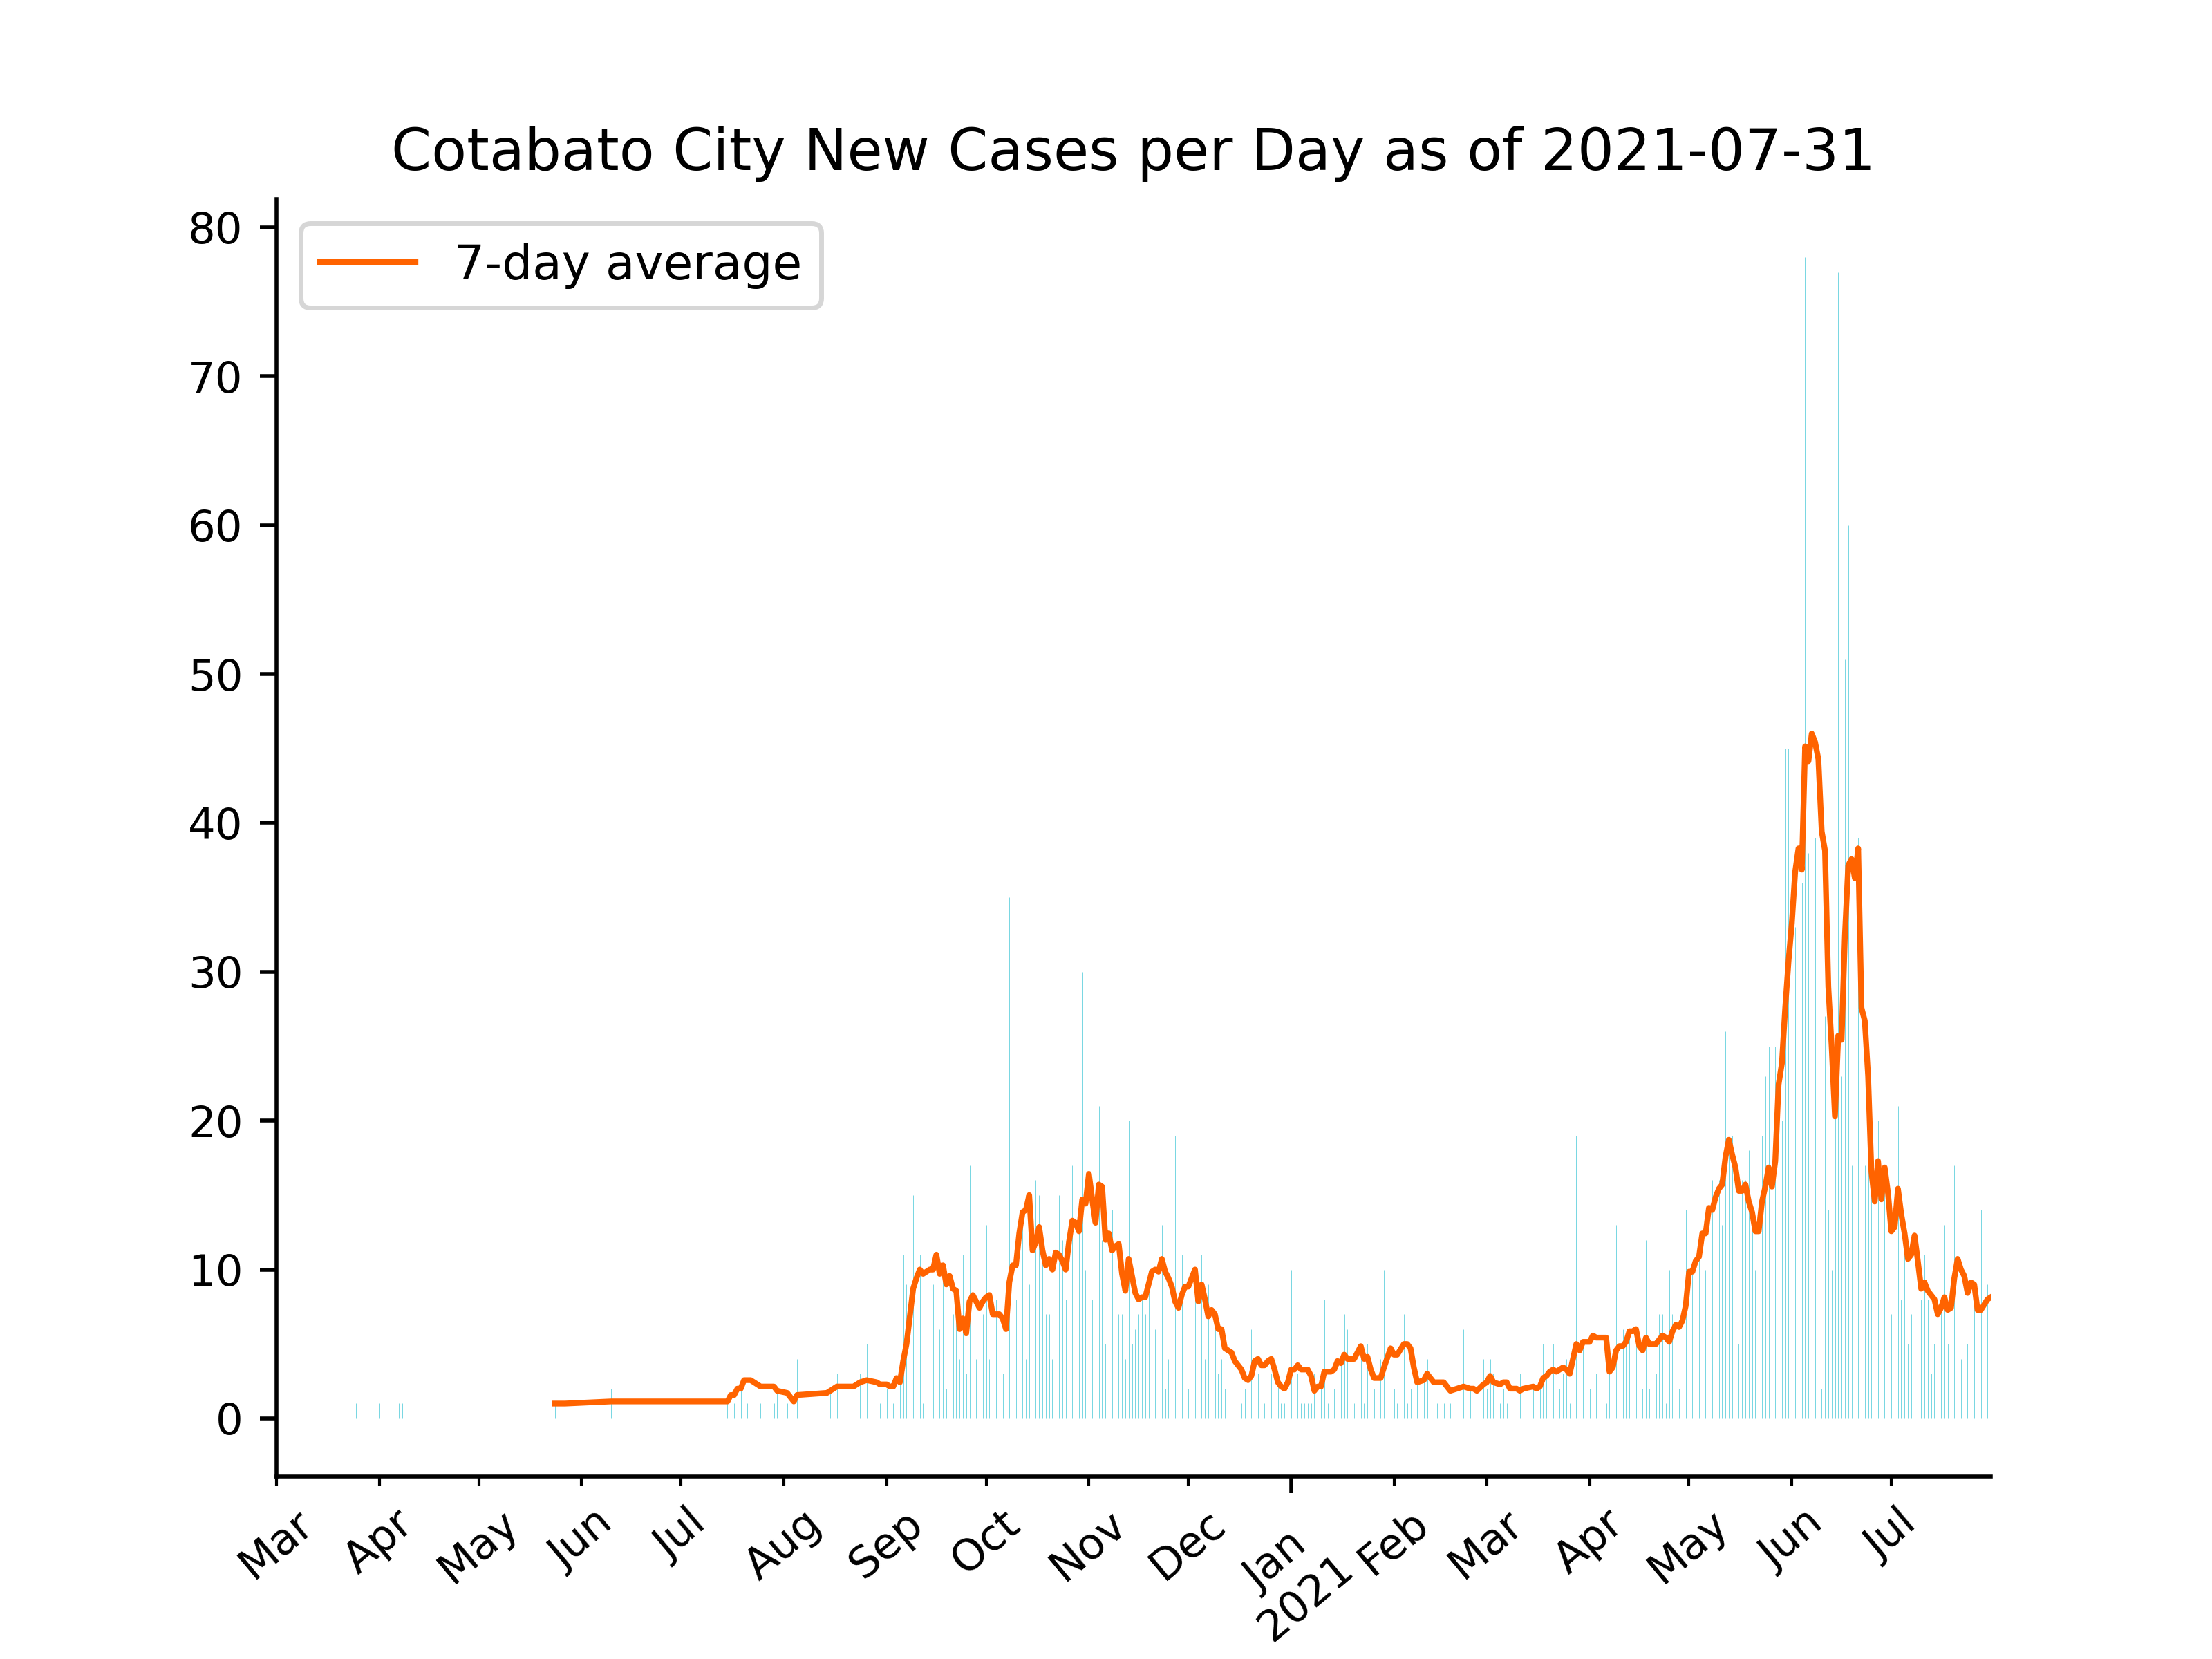 Cotabato City New Cases per Day as of 2021-07-31
7-day average
80
70
60
50
40
30
20
10
0
Mar
Apr
May
Jun
Jul
Aug
Sep
Oct
Nov
Dec
Jan
2021
Feb
Mar
Apr
May
Jun
Jul